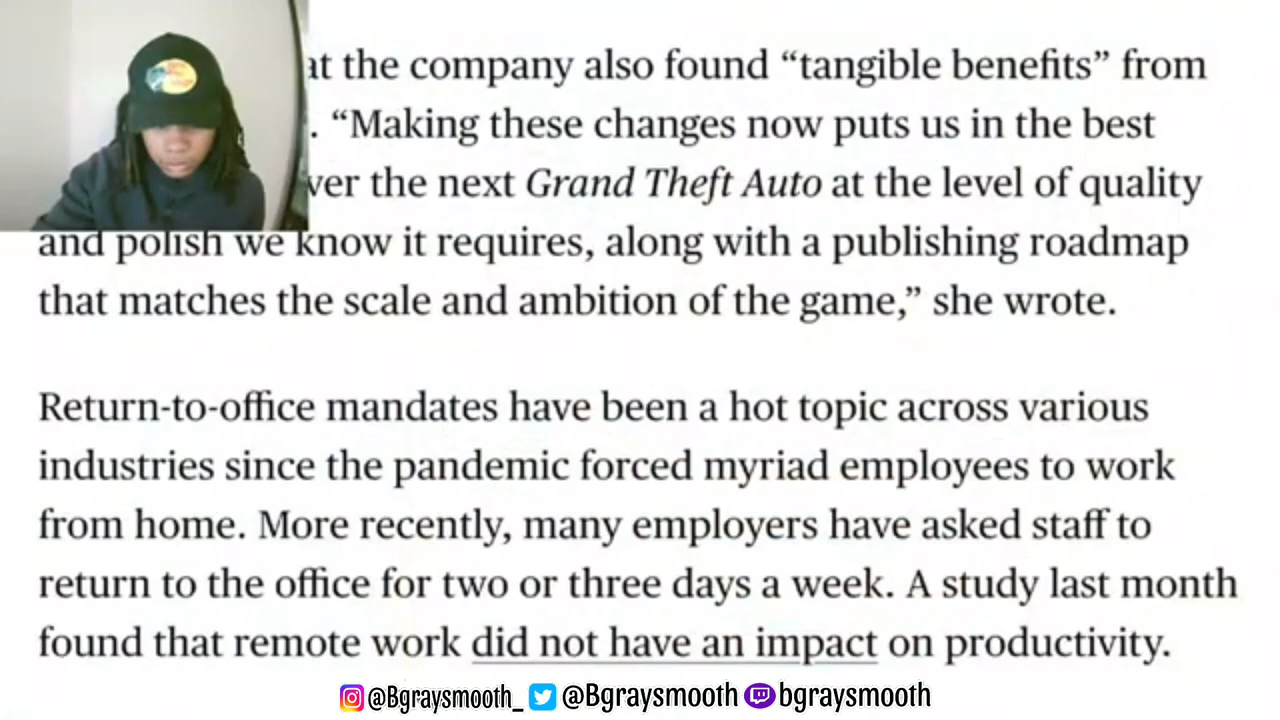 at the company also found “tangible benefits” from
. “Making these changes now puts us in the best
ver the next Grand Theft Auto at the level of quality
and polish we know it requires, along with a publishing roadmap
that matches the scale and ambition of the game,” she wrote.
Return-to-office mandates have been a hot topic across various
industries since the pandemic forced myriad employees to work
from home. More recently, many employers have asked staff to
return to the office for two or three days a week. A study last month
found that remote work did not have an impact on productivity.
@Bgraysmooth_ @Bgraysmooth bgraysmooth